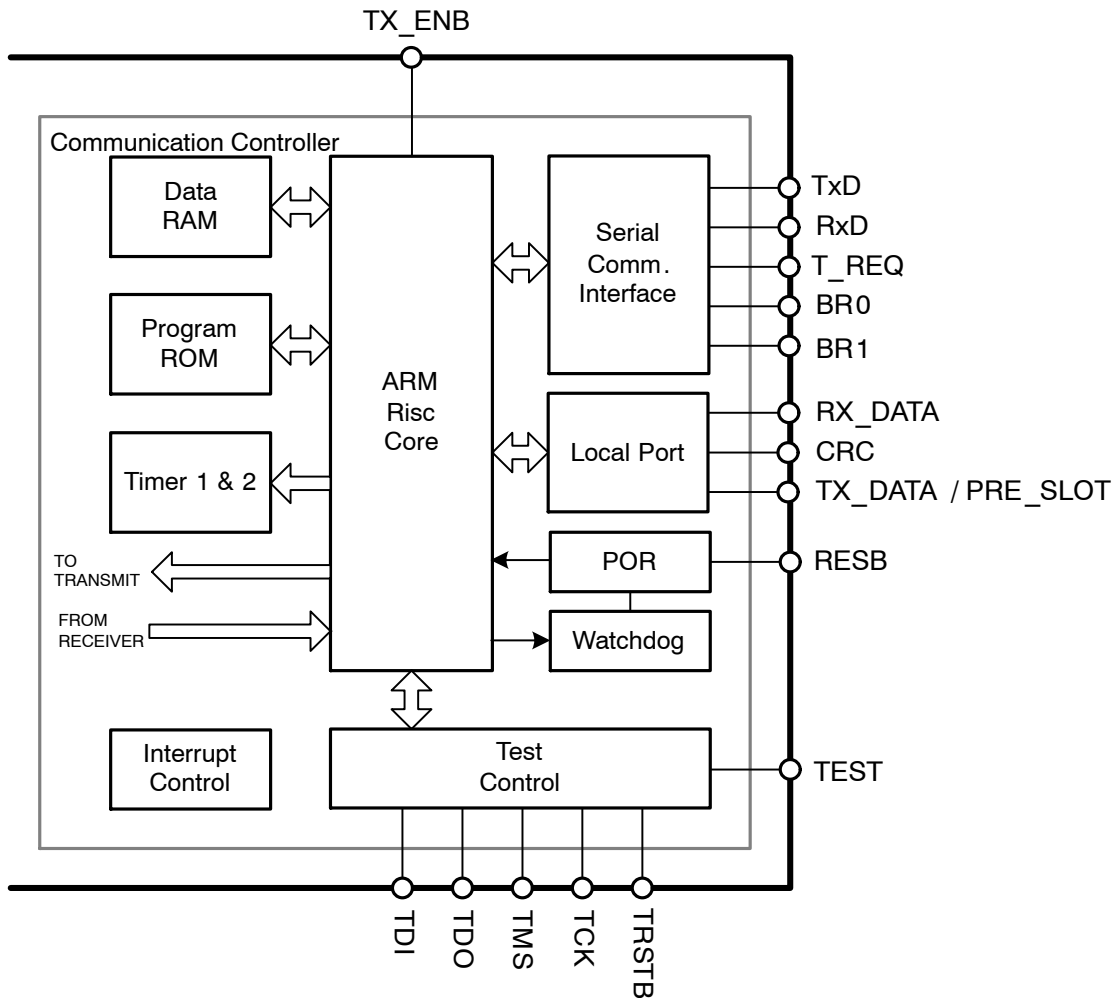 TX_ENB
Communication Controller
Data
RAM
Program
ROM
Timer 1 & 2
TO
TRANSMIT
FROM
RECEIVER
Interrupt
Control
ARM
Risc
Core
Serial
Comm.
Interface
Local Port
POR
Watchdog
Test
Control
TxD
RxD
T_REQ
BR0
BR1
RX_DATA
CRC
TX_DATA / PRE_SLOT
RESB
TEST
TDI
TDO
TMS
TCK
TRSTB